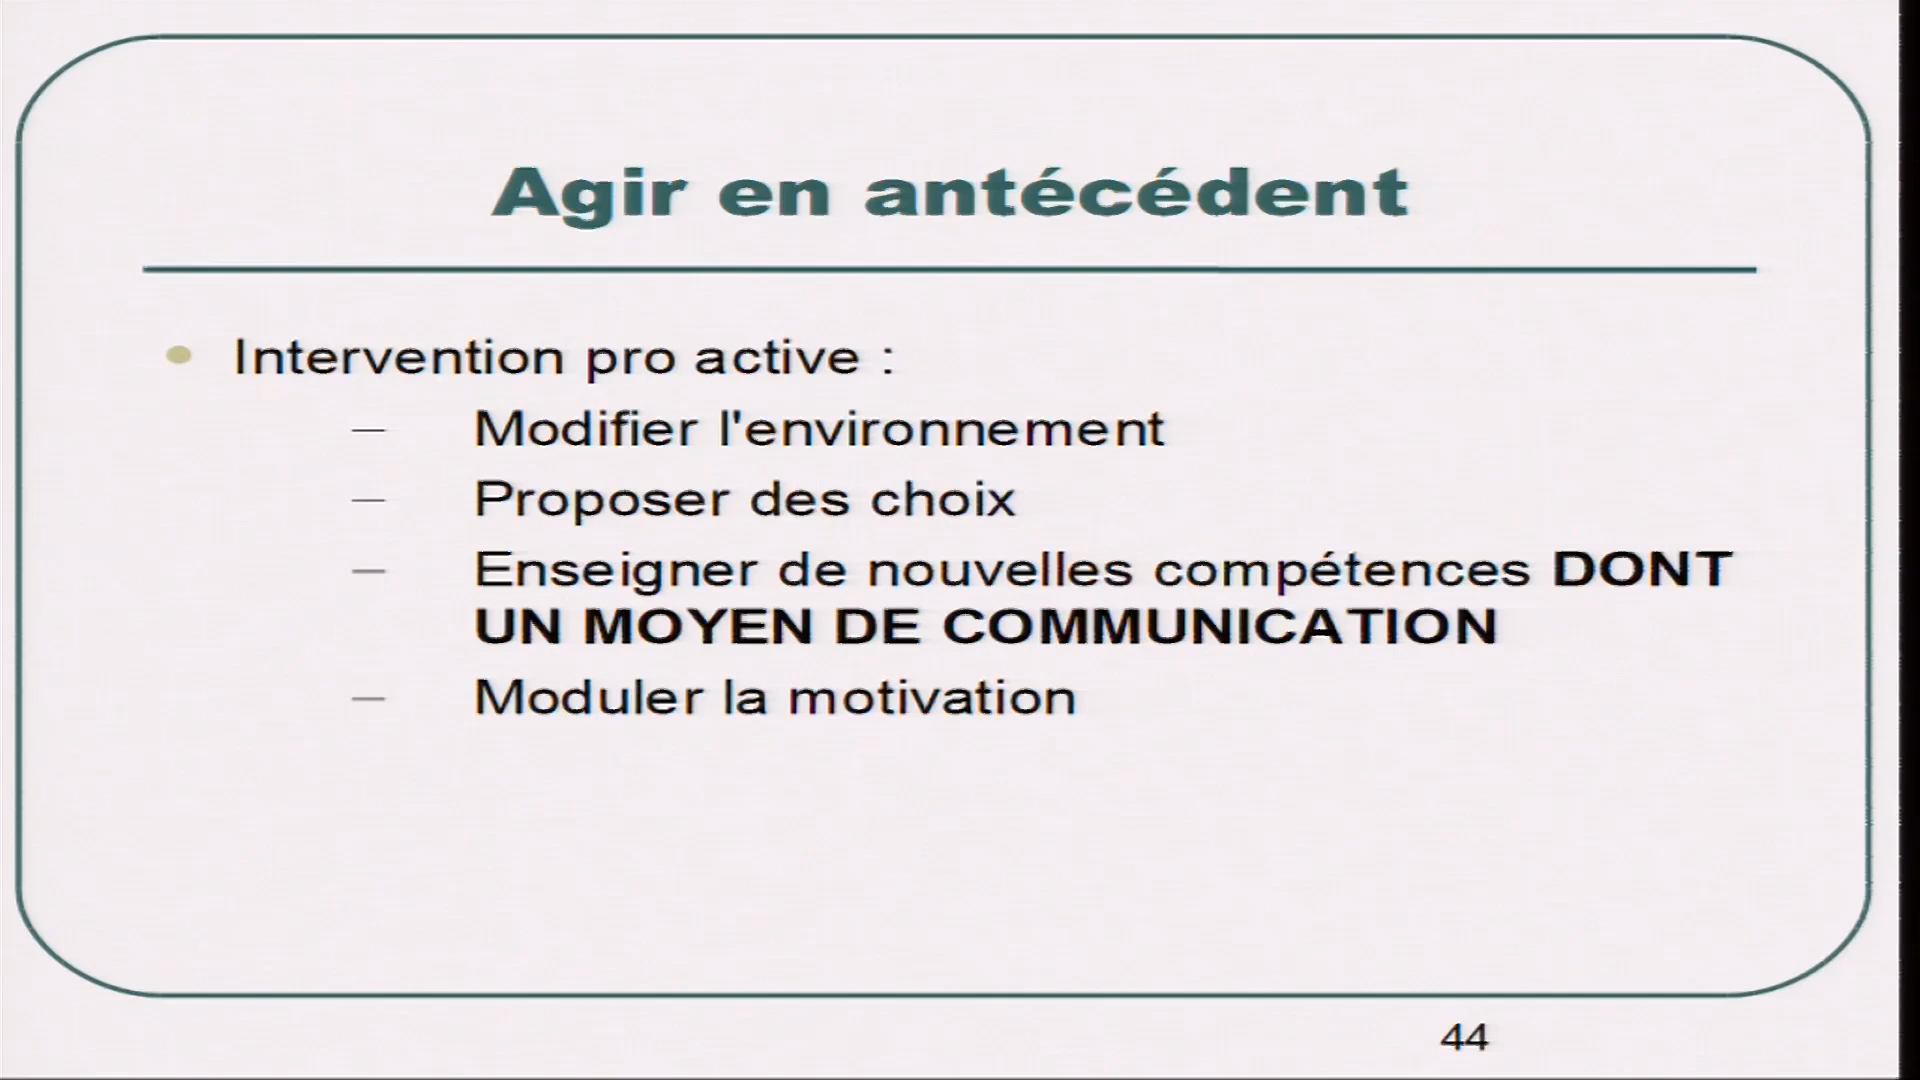 Agir en antécédent
• Intervention pro active :
– Modifier l'environnement
– Proposer des choix
– Enseigner de nouvelles compétences DONT
UN MOYEN DE COMMUNICATION
– Moduler la motivation
44